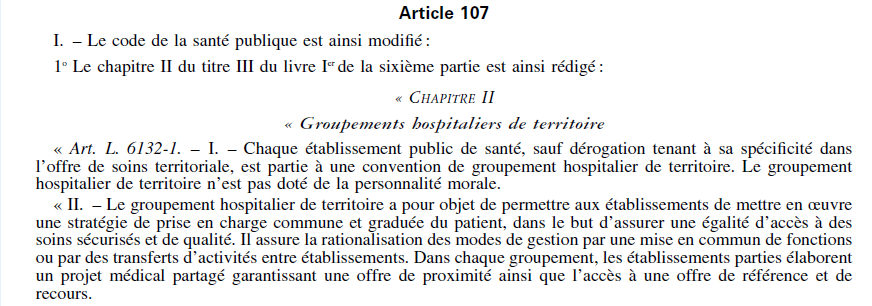 Article 107
I. – Le code de la santé publique est ainsi modifié :
1o Le chapitre II du titre III du livre Ier de la sixième partie est ainsi rédigé :
« CHAPITRE II
« Groupements hospitaliers de territoire
« Art. L. 6132-1. – I. – Chaque établissement public de santé, sauf dérogation tenant à sa spécificité dans
l’offre de soins territoriale, est partie à une convention de groupement hospitalier de territoire. Le groupement
hospitalier de territoire n’est pas doté de la personnalité morale.
« II. – Le groupement hospitalier de territoire a pour objet de permettre aux établissements de mettre en œuvre
une stratégie de prise en charge commune et graduée du patient, dans le but d’assurer une égalité d’accès à des
soins sécurisés et de qualité. Il assure la rationalisation des modes de gestion par une mise en commun de fonctions
ou par des transferts d’activités entre établissements. Dans chaque groupement, les établissements parties élaborent
un projet médical partagé garantissant une offre de proximité ainsi que l’accès à une offre de référence et de
recours.